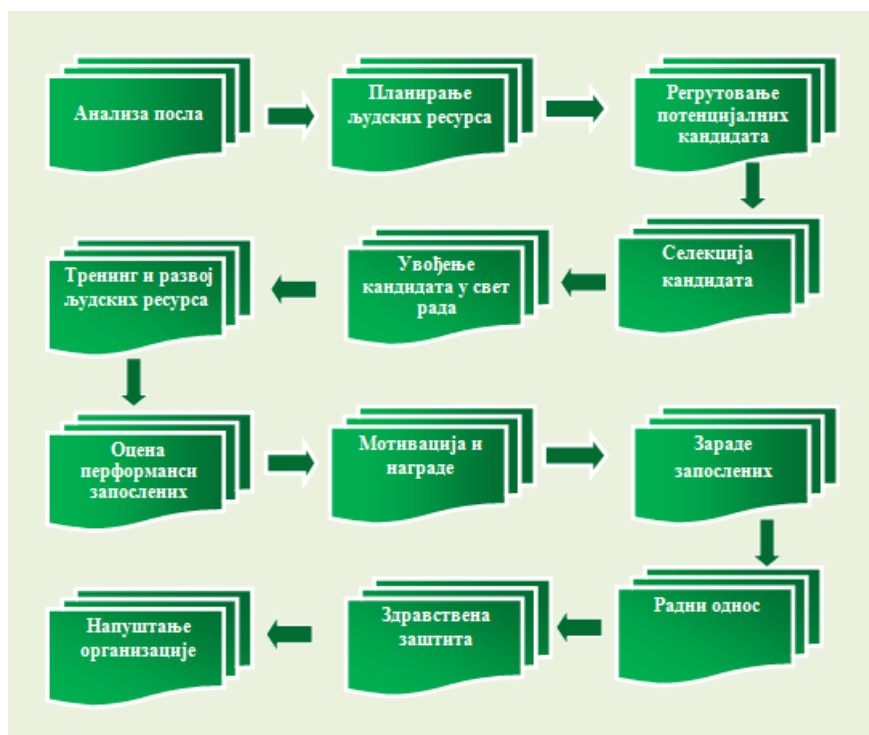 Анализа посла
Планирање
људских ресурса
Регрутовање
потенцијалних
кандидата
Селекција
кандидата
Увођење
кандидата у свет
рада
Тренинг и развој
људских ресурса
Оцена
перформанси
запослених
Мотивација и
награде
Зараде
запослених
Радни однос
Здравствена
заштита
Напуштање
организације